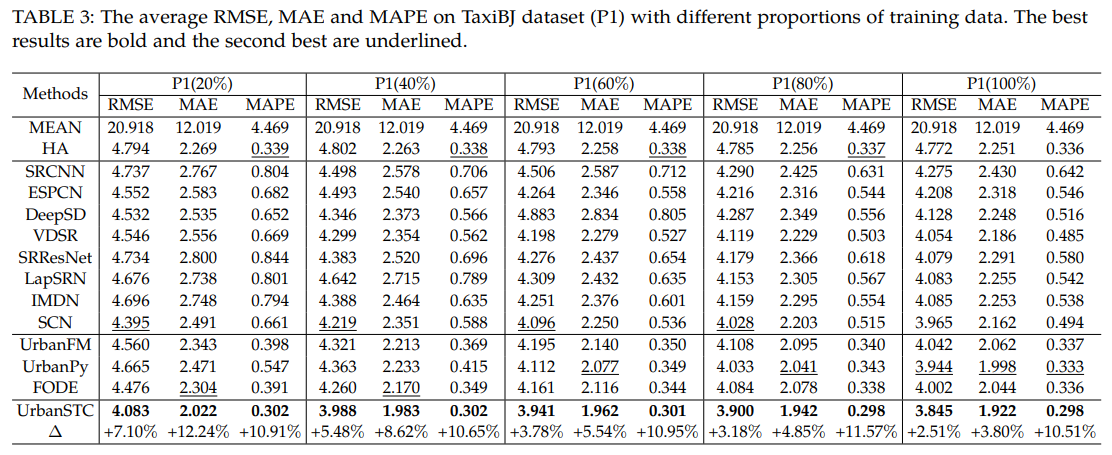 TABLE 3: The average RMSE, MAE and MAPE on TaxiBJ dataset (P1) with different proportions of training data. The best
results are bold and the second best are underlined.
Methods P1(20%) P1(40%) P1(60%) P1(80%) P1(100%)
RMSE MAE MAPE RMSE MAE MAPE RMSE MAE MAPE RMSE MAE MAPE RMSE MAE MAPE
MEAN 20.918 12.019 4.469 20.918 12.019 4.469 20.918 12.019 4.469 20.918 12.019 4.469 20.918 12.019 4.469
HA 4.794 2.269 0.339 4.802 2.263 0.338 4.793 2.258 0.338 4.785 2.256 0.337 4.772 2.251 0.336
SRCNN 4.737 2.767 0.804 4.498 2.578 0.706 4.506 2.587 0.712 4.290 2.425 0.631 4.275 2.430 0.642
ESPCN 4.552 2.583 0.682 4.493 2.540 0.657 4.264 2.346 0.558 4.216 2.316 0.544 4.208 2.318 0.546
DeepSD 4.532 2.535 0.652 4.346 2.373 0.566 4.883 2.834 0.805 4.287 2.349 0.556 4.128 2.248 0.516
VDSR 4.546 2.556 0.669 4.299 2.354 0.562 4.198 2.279 0.527 4.119 2.229 0.503 4.054 2.186 0.485
SRResNet 4.734 2.800 0.844 4.383 2.520 0.696 4.276 2.437 0.654 4.179 2.366 0.618 4.079 2.291 0.580
LapSRN 4.676 2.738 0.801 4.642 2.715 0.789 4.309 2.432 0.635 4.153 2.305 0.567 4.083 2.255 0.542
IMDN 4.696 2.748 0.794 4.388 2.464 0.635 4.251 2.376 0.601 4.159 2.295 0.554 4.085 2.253 0.538
SCN 4.395 2.491 0.661 4.219 2.351 0.588 4.096 2.250 0.536 4.028 2.203 0.515 3.965 2.162 0.494
UrbanFM 4.560 2.343 0.398 4.321 2.213 0.369 4.195 2.140 0.350 4.108 2.095 0.340 4.042 2.062 0.337
UrbanPy 4.665 2.471 0.547 4.363 2.233 0.415 4.112 2.077 0.349 4.033 2.041 0.343 3.944 1.998 0.333
FODE 4.476 2.304 0.391 4.260 2.170 0.349 4.161 2.116 0.344 4.084 2.078 0.338 4.002 2.044 0.336
UrbanSTC 4.083 2.022 0.302 3.988 1.983 0.302 3.941 1.962 0.301 3.900 1.942 0.298 3.845 1.922 0.298
Δ +7.10% +12.24% +10.91% +5.48% +8.62% +10.65% +3.78% +5.54% +10.95% +3.18% +4.85% +11.57% +2.51% +3.80% +10.51%